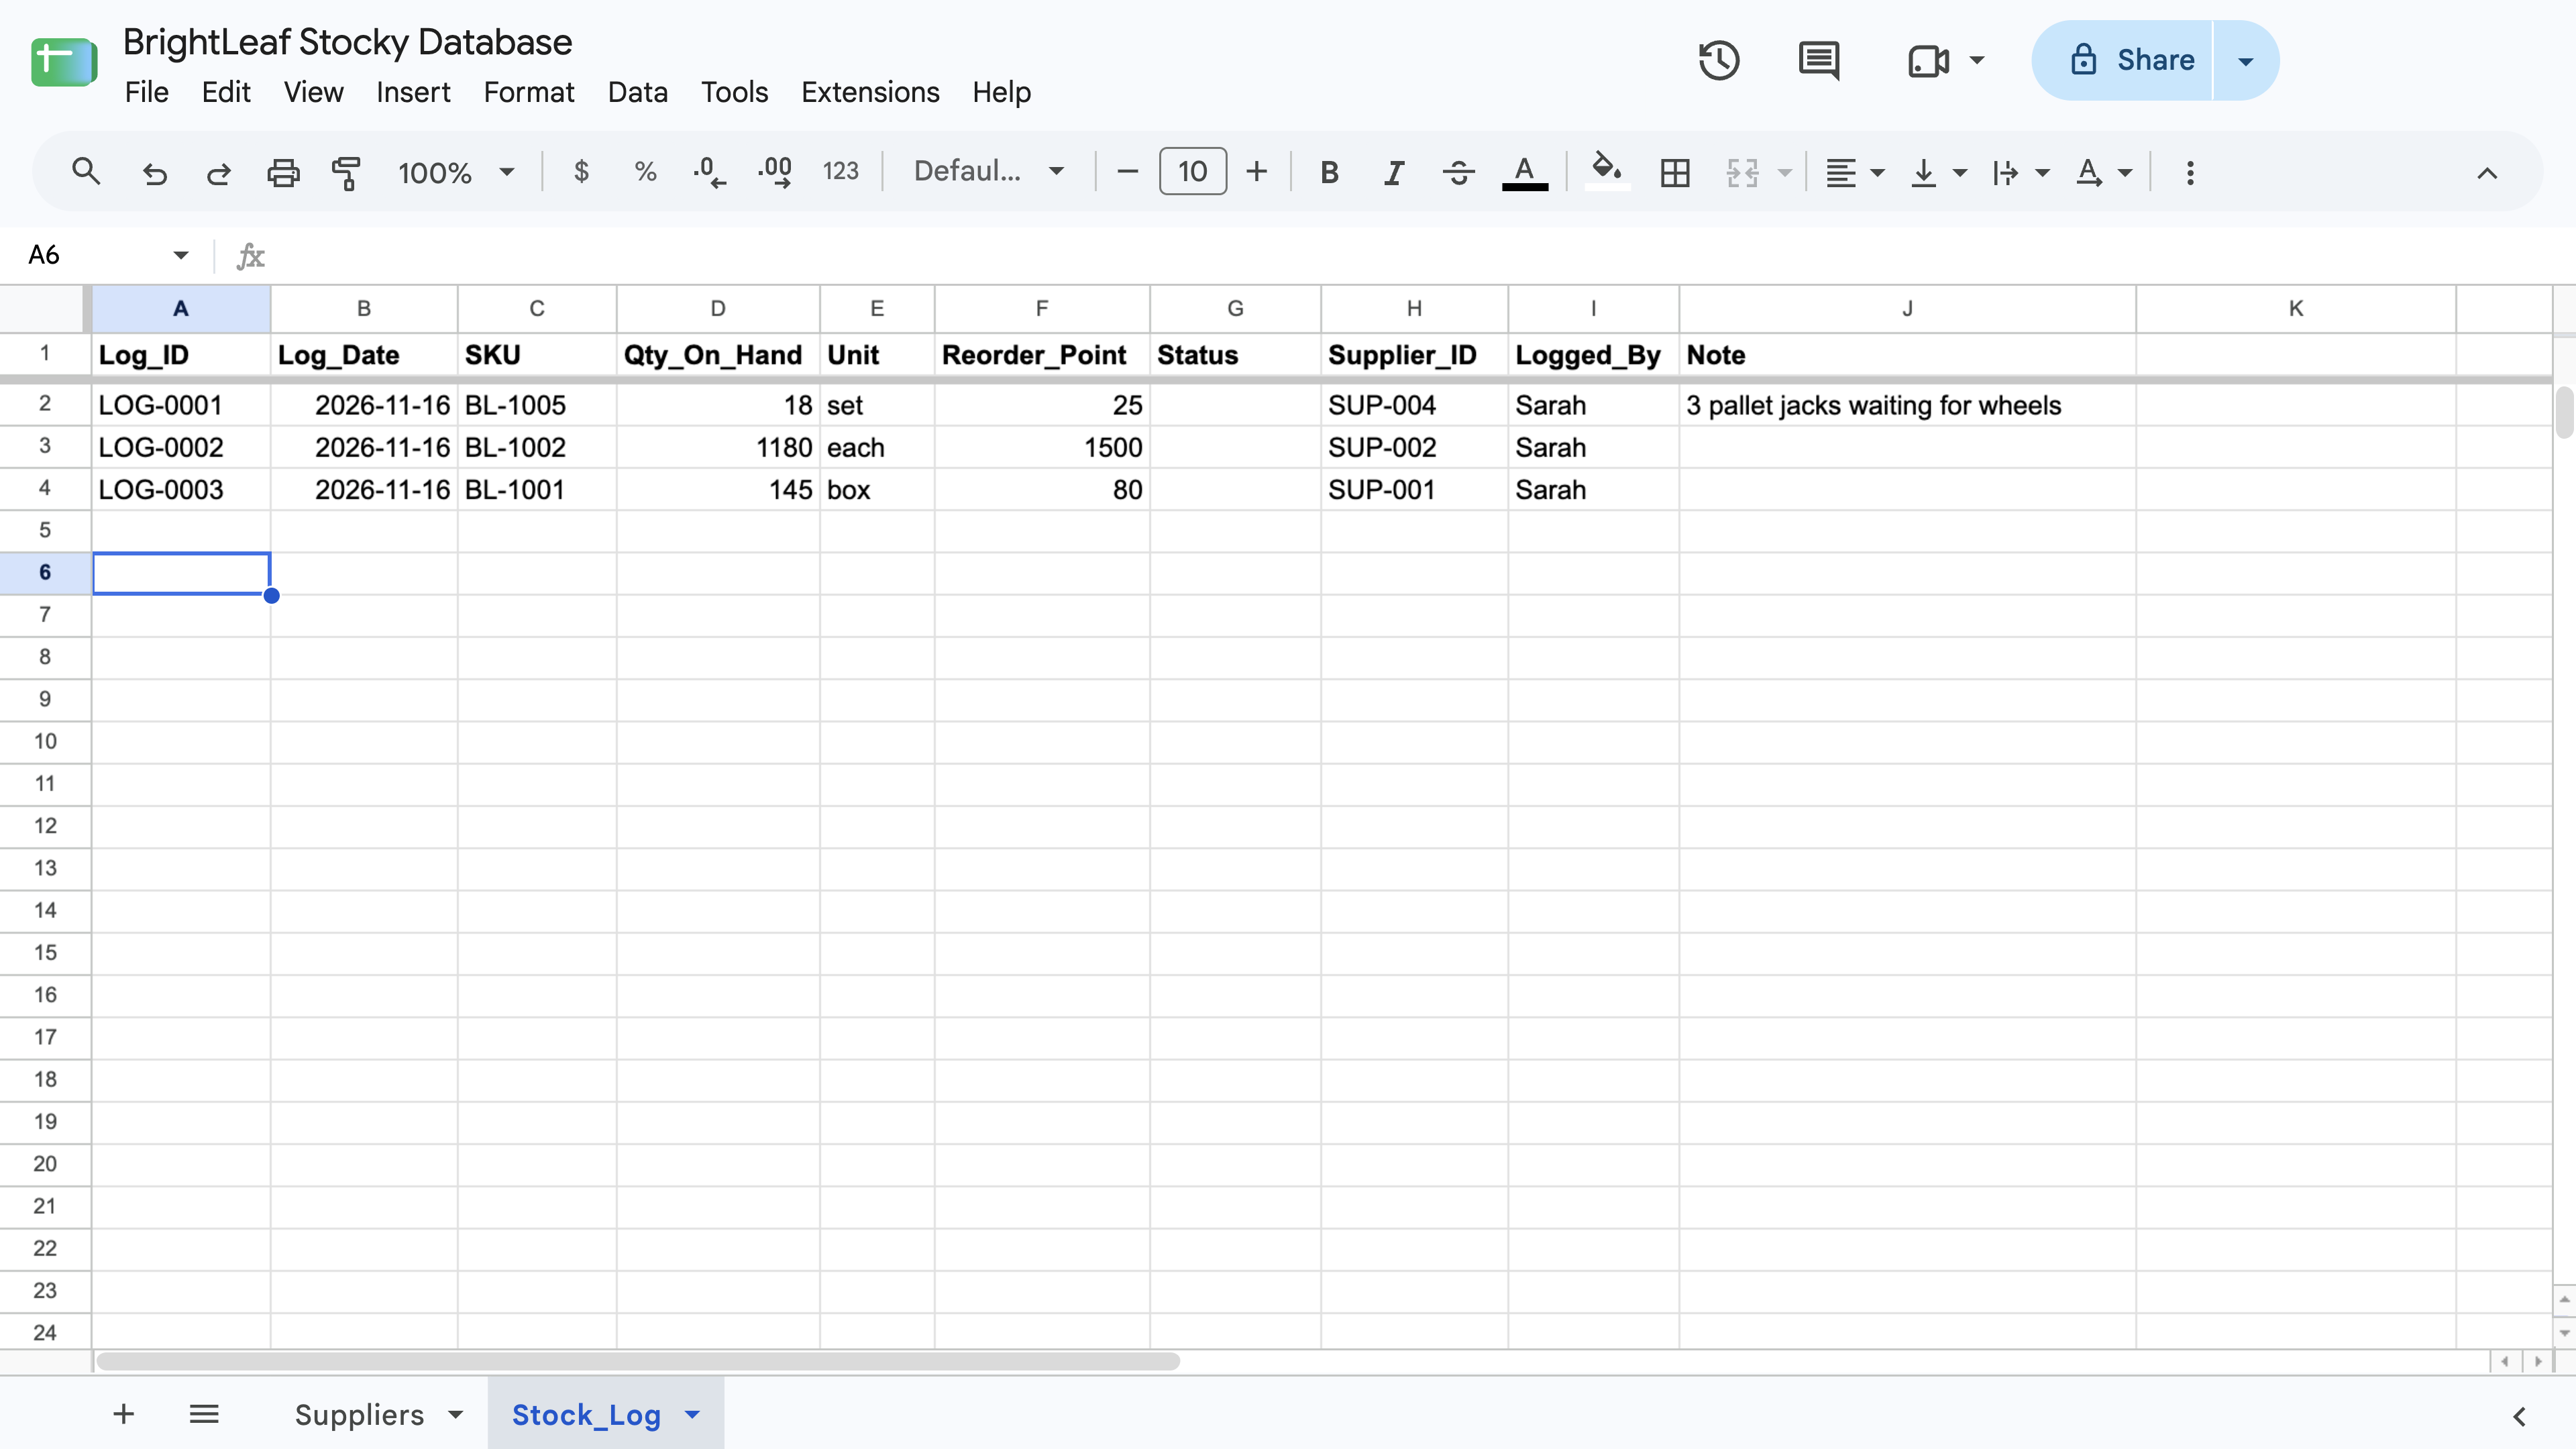 BrightLeaf Stocky Database
File Edit View Insert Format Data Tools Extensions Help
Share
100% $ % .0 .00 123 Defaul... 10 B I S A A
A6 fx
A B C D E F G H I J K
1 Log_ID Log_Date SKU Qty_On_Hand Unit Reorder_Point Status Supplier_ID Logged_By Note
2 LOG-0001 2026-11-16 BL-1005 18 set 25 SUP-004 Sarah 3 pallet jacks waiting for wheels
3 LOG-0002 2026-11-16 BL-1002 1180 each 1500 SUP-002 Sarah
4 LOG-0003 2026-11-16 BL-1001 145 box 80 SUP-001 Sarah
5
6
7
8
9
10
11
12
13
14
15
16
17
18
19
20
21
22
23
24
Suppliers Stock_Log